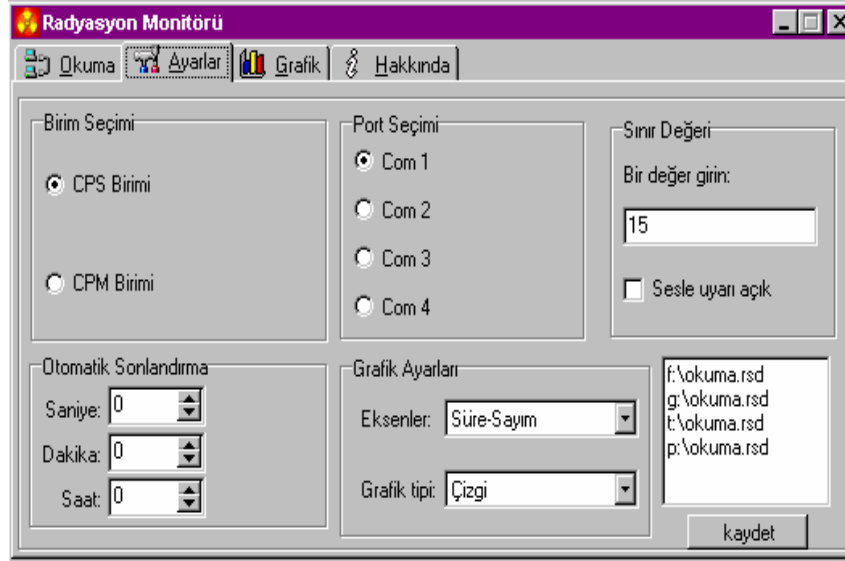 Radyasyon Monitörü
Okuma Ayarlar Grafik Hakkında
Birim Seçimi
CPS Birimi
CPM Birimi
Port Seçimi
Com 1
Com 2
Com 3
Com 4
Sınır Değeri
Bir değer girin:
15
Sesle uyarı açık
Otomatik Sonlandırma
Saniye: 0
Dakika: 0
Saat: 0
Grafik Ayarları
Eksenler: Süre-Sayım
Grafik tipi: Çizgi
f:\okuma.rsd
g:\okuma.rsd
t:\okuma.rsd
p:\okuma.rsd
kaydet